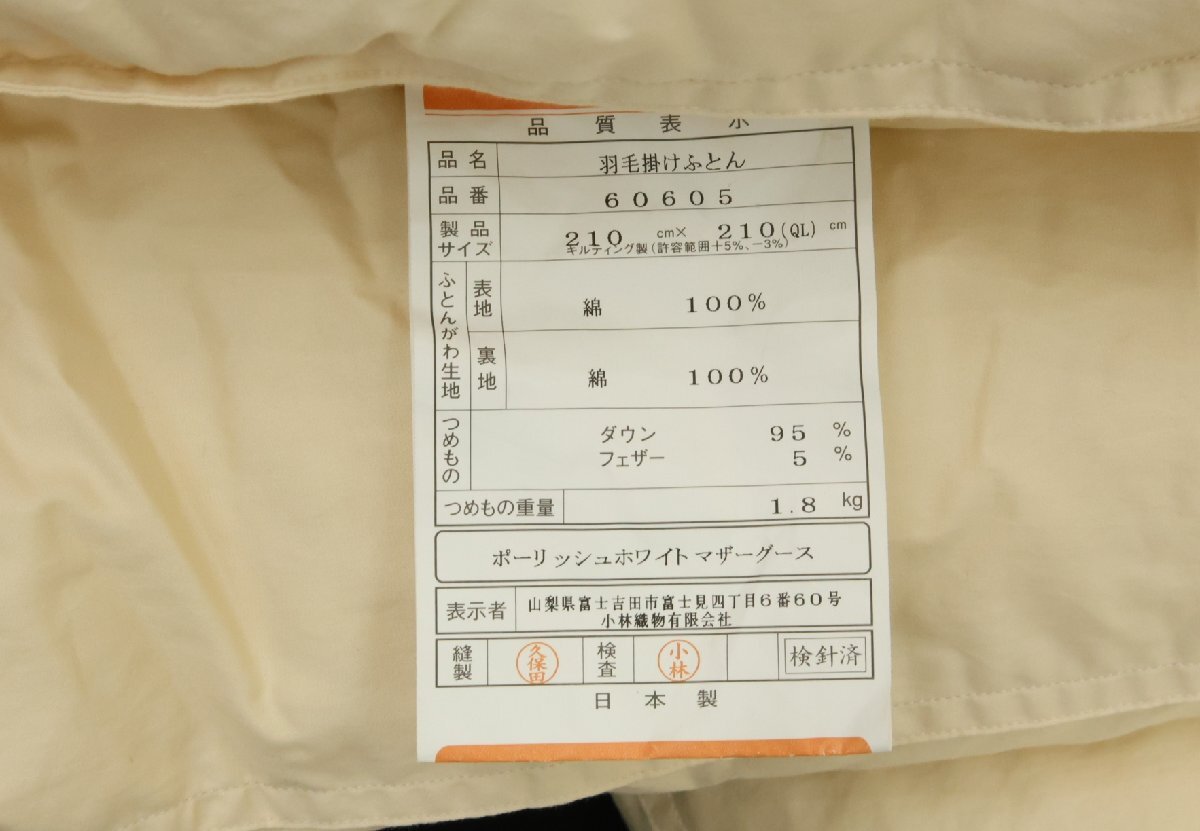 品質表示
品名 羽毛掛けふとん
品番 60605
製品サイズ 210 cm× 210(QL) cm
キルティング製(許容範囲+5%、-3%)
ふとんがわ生地 表地 綿 100%
裏地 綿 100%
つめもの ダウン 95 %
フェザー 5 %
つめもの重量 1.8 kg
ポーリッシュホワイトマザーグース
表示者 山梨県富士吉田市富士見四丁目6番60号
小林織物有限会社
縫製 久保田 検査 小林 検針済
日本製